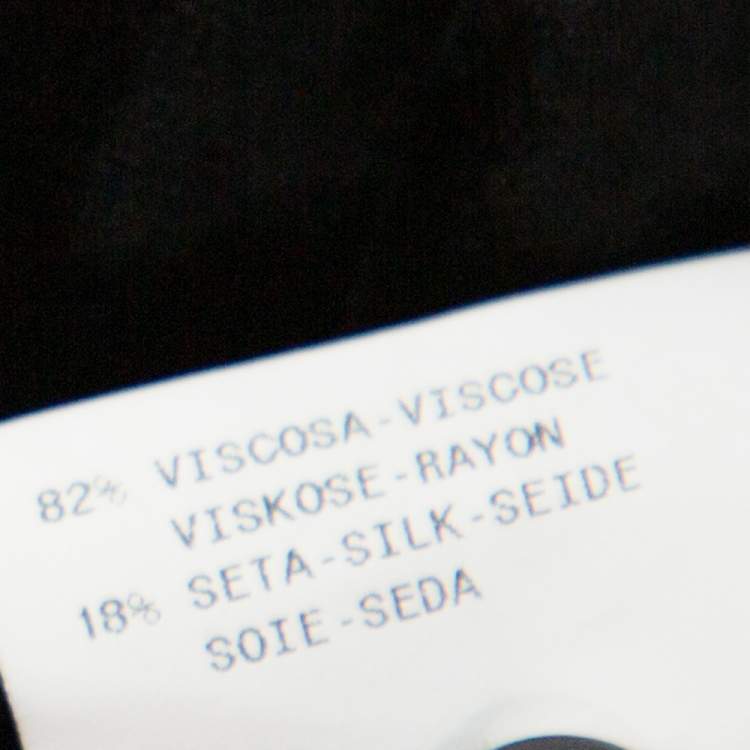 82% VISCOSA-VISCOSE
VISKOSE-RAYON
18% SETA-SILK-SEIDE
SOIE-SEDA